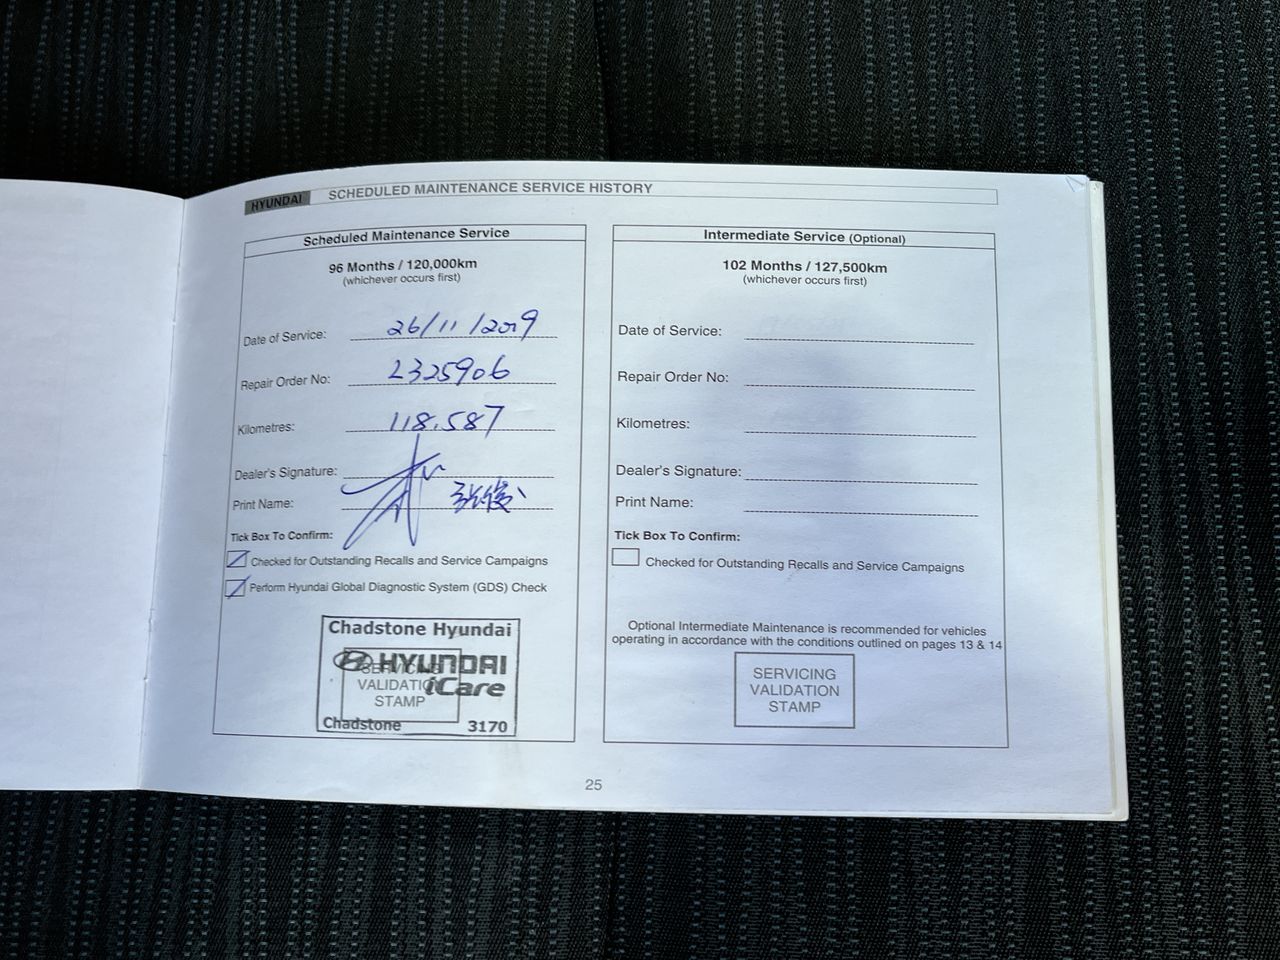 HYUNDAI SCHEDULED MAINTENANCE SERVICE HISTORY
Scheduled Maintenance Service
96 Months / 120,000km
(whichever occurs first)
Date of Service: 26/11/2019
Repair Order No: 2325906
Kilometres: 118.587
Dealer's Signature:
Print Name: 张俊
Tick Box To Confirm:
Checked for Outstanding Recalls and Service Campaigns
Perform Hyundai Global Diagnostic System (GDS) Check
Chadstone Hyundai
HYUNDAI
iCare
SERVICING
VALIDATION
STAMP
Chadstone 3170
Intermediate Service (Optional)
102 Months / 127,500km
(whichever occurs first)
Date of Service:
Repair Order No:
Kilometres:
Dealer's Signature:
Print Name:
Tick Box To Confirm:
Checked for Outstanding Recalls and Service Campaigns
Optional Intermediate Maintenance is recommended for vehicles
operating in accordance with the conditions outlined on pages 13 & 14
SERVICING
VALIDATION
STAMP
25